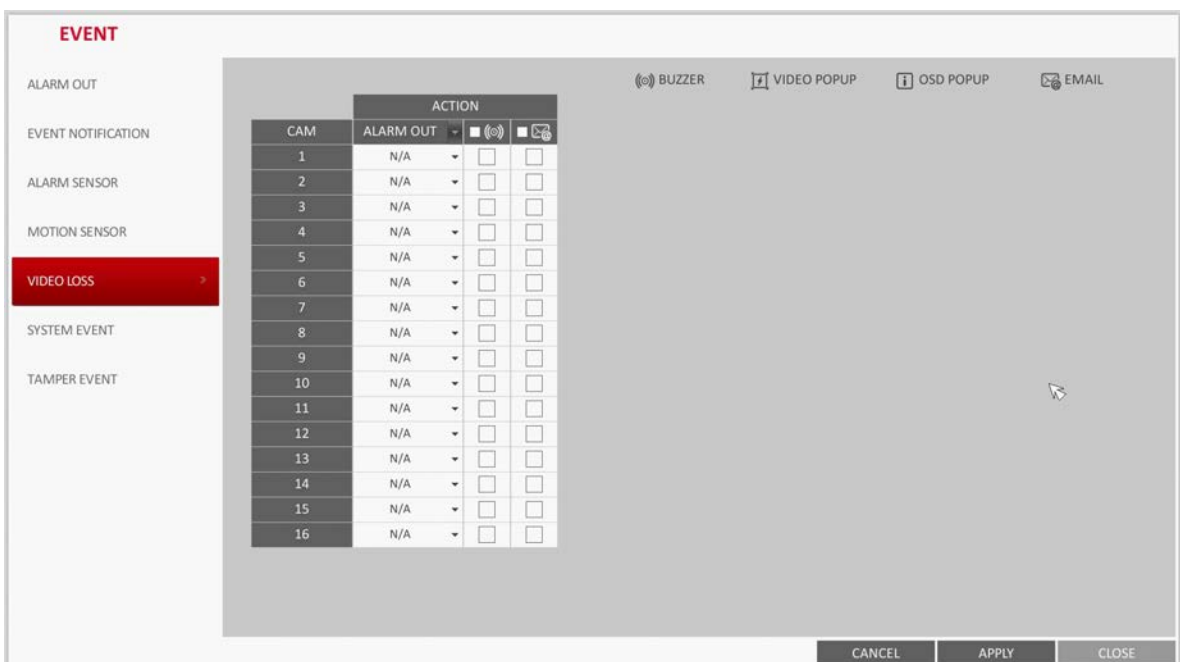 EVENT
ALARM OUT
EVENT NOTIFICATION
ALARM SENSOR
MOTION SENSOR
VIDEO LOSS
SYSTEM EVENT
TAMPER EVENT
BUZZER VIDEO POPUP OSD POPUP EMAIL
ACTION
CAM ALARM OUT
1 N/A
2 N/A
3 N/A
4 N/A
5 N/A
6 N/A
7 N/A
8 N/A
9 N/A
10 N/A
11 N/A
12 N/A
13 N/A
14 N/A
15 N/A
16 N/A
CANCEL APPLY CLOSE